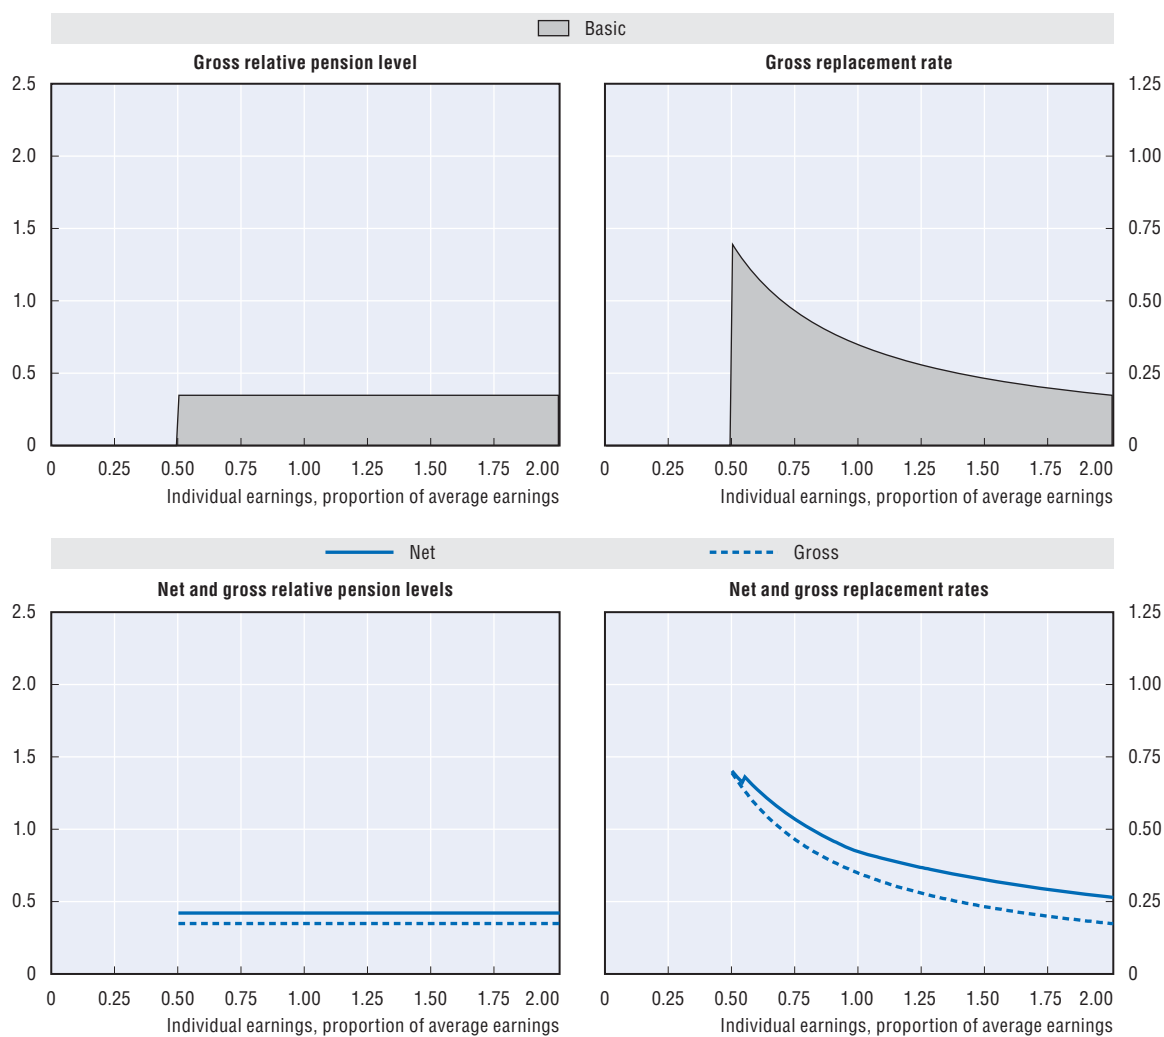 Basic
Gross relative pension level
Gross replacement rate
2.5
2.0
1.5
1.0
0.5
0
1.25
1.00
0.75
0.50
0.25
0
0 0.25 0.50 0.75 1.00 1.25 1.50 1.75 2.00
Individual earnings, proportion of average earnings
0 0.25 0.50 0.75 1.00 1.25 1.50 1.75 2.00
Individual earnings, proportion of average earnings
Net Gross
Net and gross relative pension levels
Net and gross replacement rates
2.5
2.0
1.5
1.0
0.5
0
1.25
1.00
0.75
0.50
0.25
0
0 0.25 0.50 0.75 1.00 1.25 1.50 1.75 2.00
Individual earnings, proportion of average earnings
0 0.25 0.50 0.75 1.00 1.25 1.50 1.75 2.00
Individual earnings, proportion of average earnings